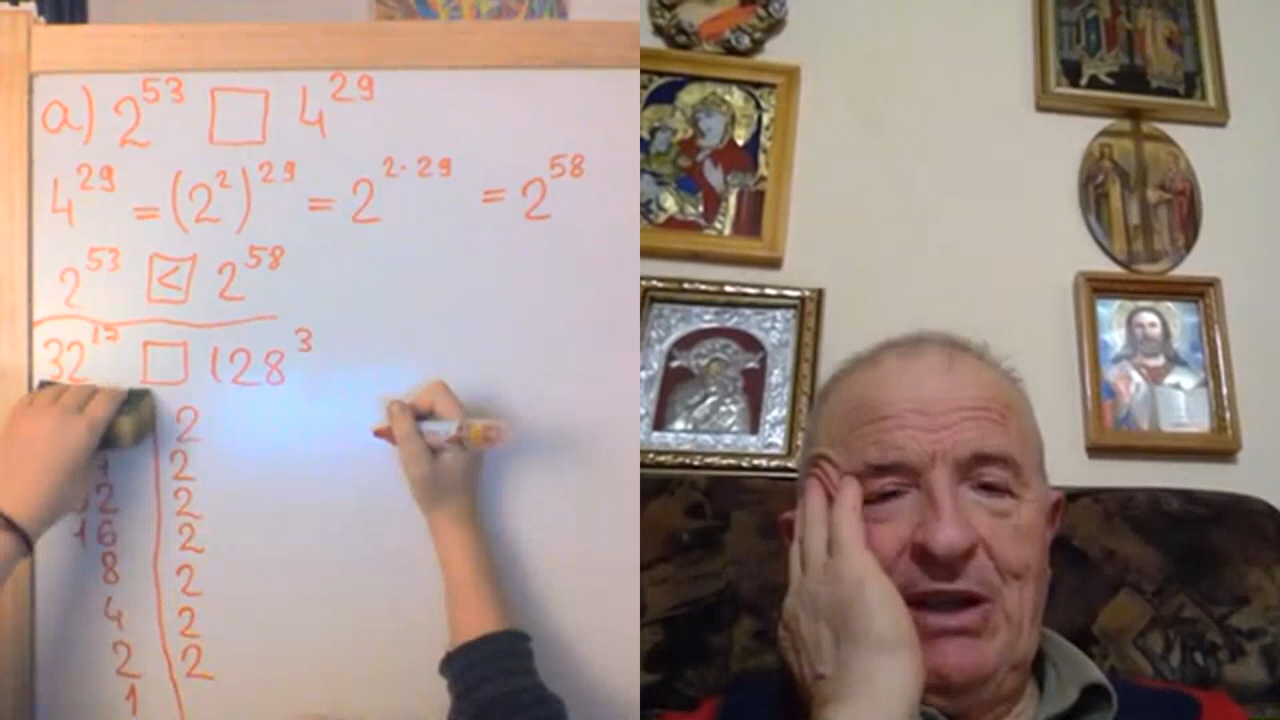 a) 2^53 □ 4^29
4^29 = (2^2)^29 = 2^2·29 = 2^58
2^53 < 2^58
32 □ 128^3
2
2
2 2
16 2
8 2
4 2
2 2
1